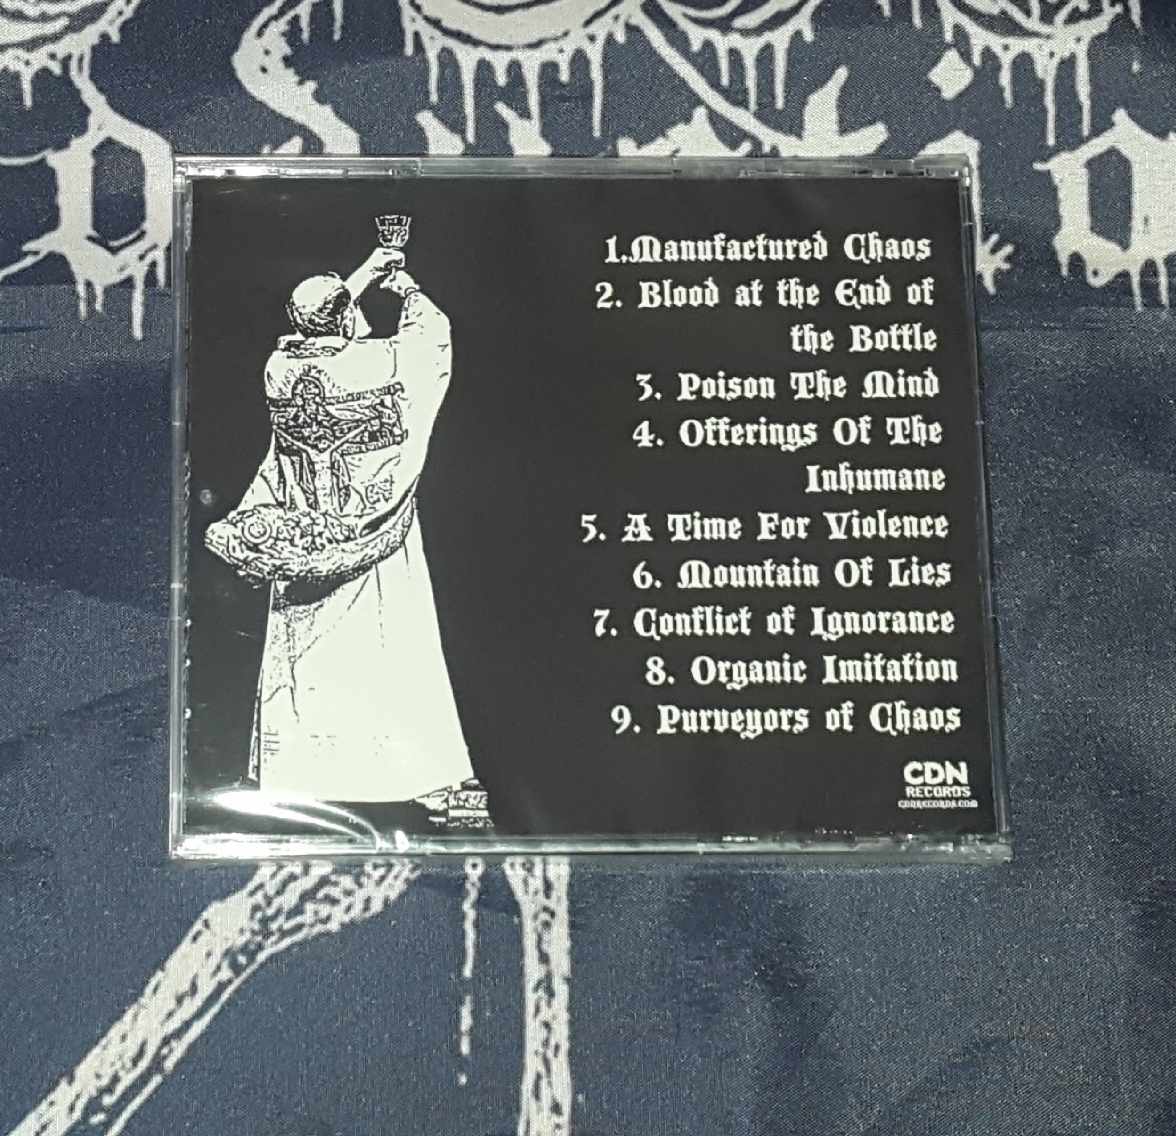 1.Manufactured Chaos
2. Blood at the End of
the Bottle
3. Poison The Mind
4. Offerings Of The
Inhumane
5. A Time For Violence
6. Mountain Of Lies
7. Conflict of Ignorance
8. Organic Imitation
9. Purveyors of Chaos
CDN
RECORDS
CDNRECORDS.COM